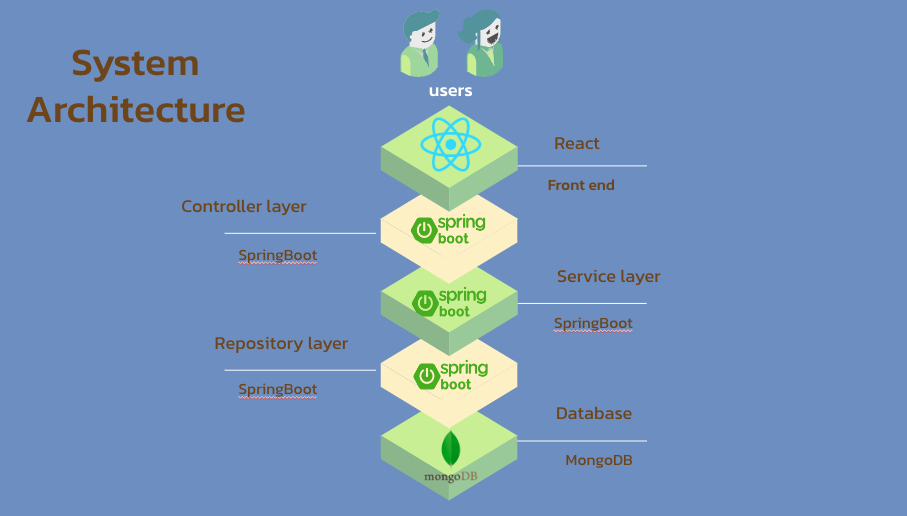 System
Architecture
users
React
Front end
Controller layer
SpringBoot
spring
boot
Service layer
SpringBoot
spring
boot
Repository layer
SpringBoot
spring
boot
Database
MongoDB
mongoDB